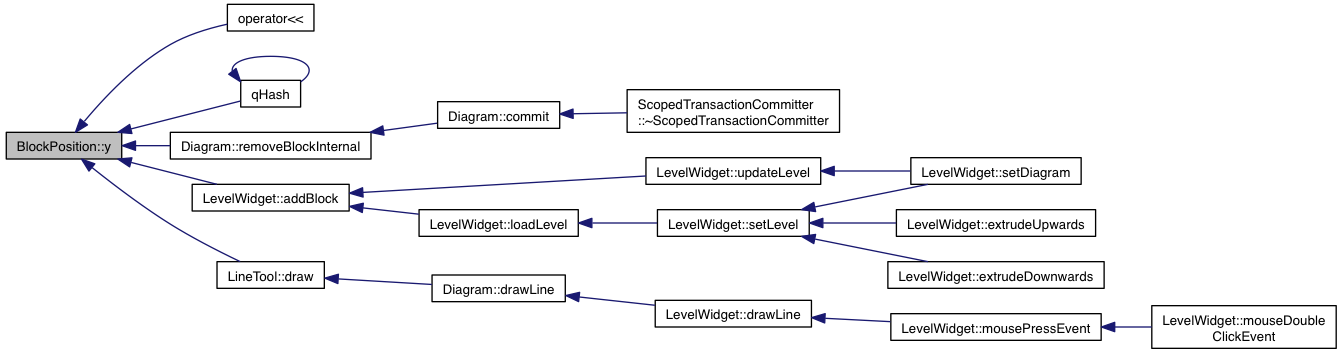 operator<<
qHash
BlockPosition::y
Diagram::removeBlockInternal
Diagram::commit
ScopedTransactionCommitter
::~ScopedTransactionCommitter
LevelWidget::addBlock
LevelWidget::updateLevel
LevelWidget::setDiagram
LevelWidget::loadLevel
LevelWidget::setLevel
LevelWidget::extrudeUpwards
LevelWidget::extrudeDownwards
LineTool::draw
Diagram::drawLine
LevelWidget::drawLine
LevelWidget::mousePressEvent
LevelWidget::mouseDouble
ClickEvent